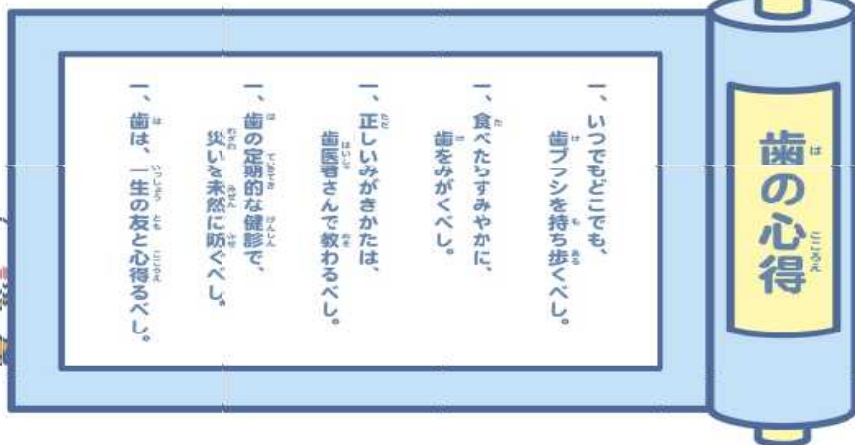 歯の心得
一、いつでもどこでも、
歯ブラシを持ち歩くべし。
一、食べたらすみやかに、
歯をみがくべし。
一、正しいみがきかたは、
歯医者さんで教わるべし。
一、歯の定期的な健診で、
災いを未然に防ぐべし。
一、歯は、一生の友と心得るべし。